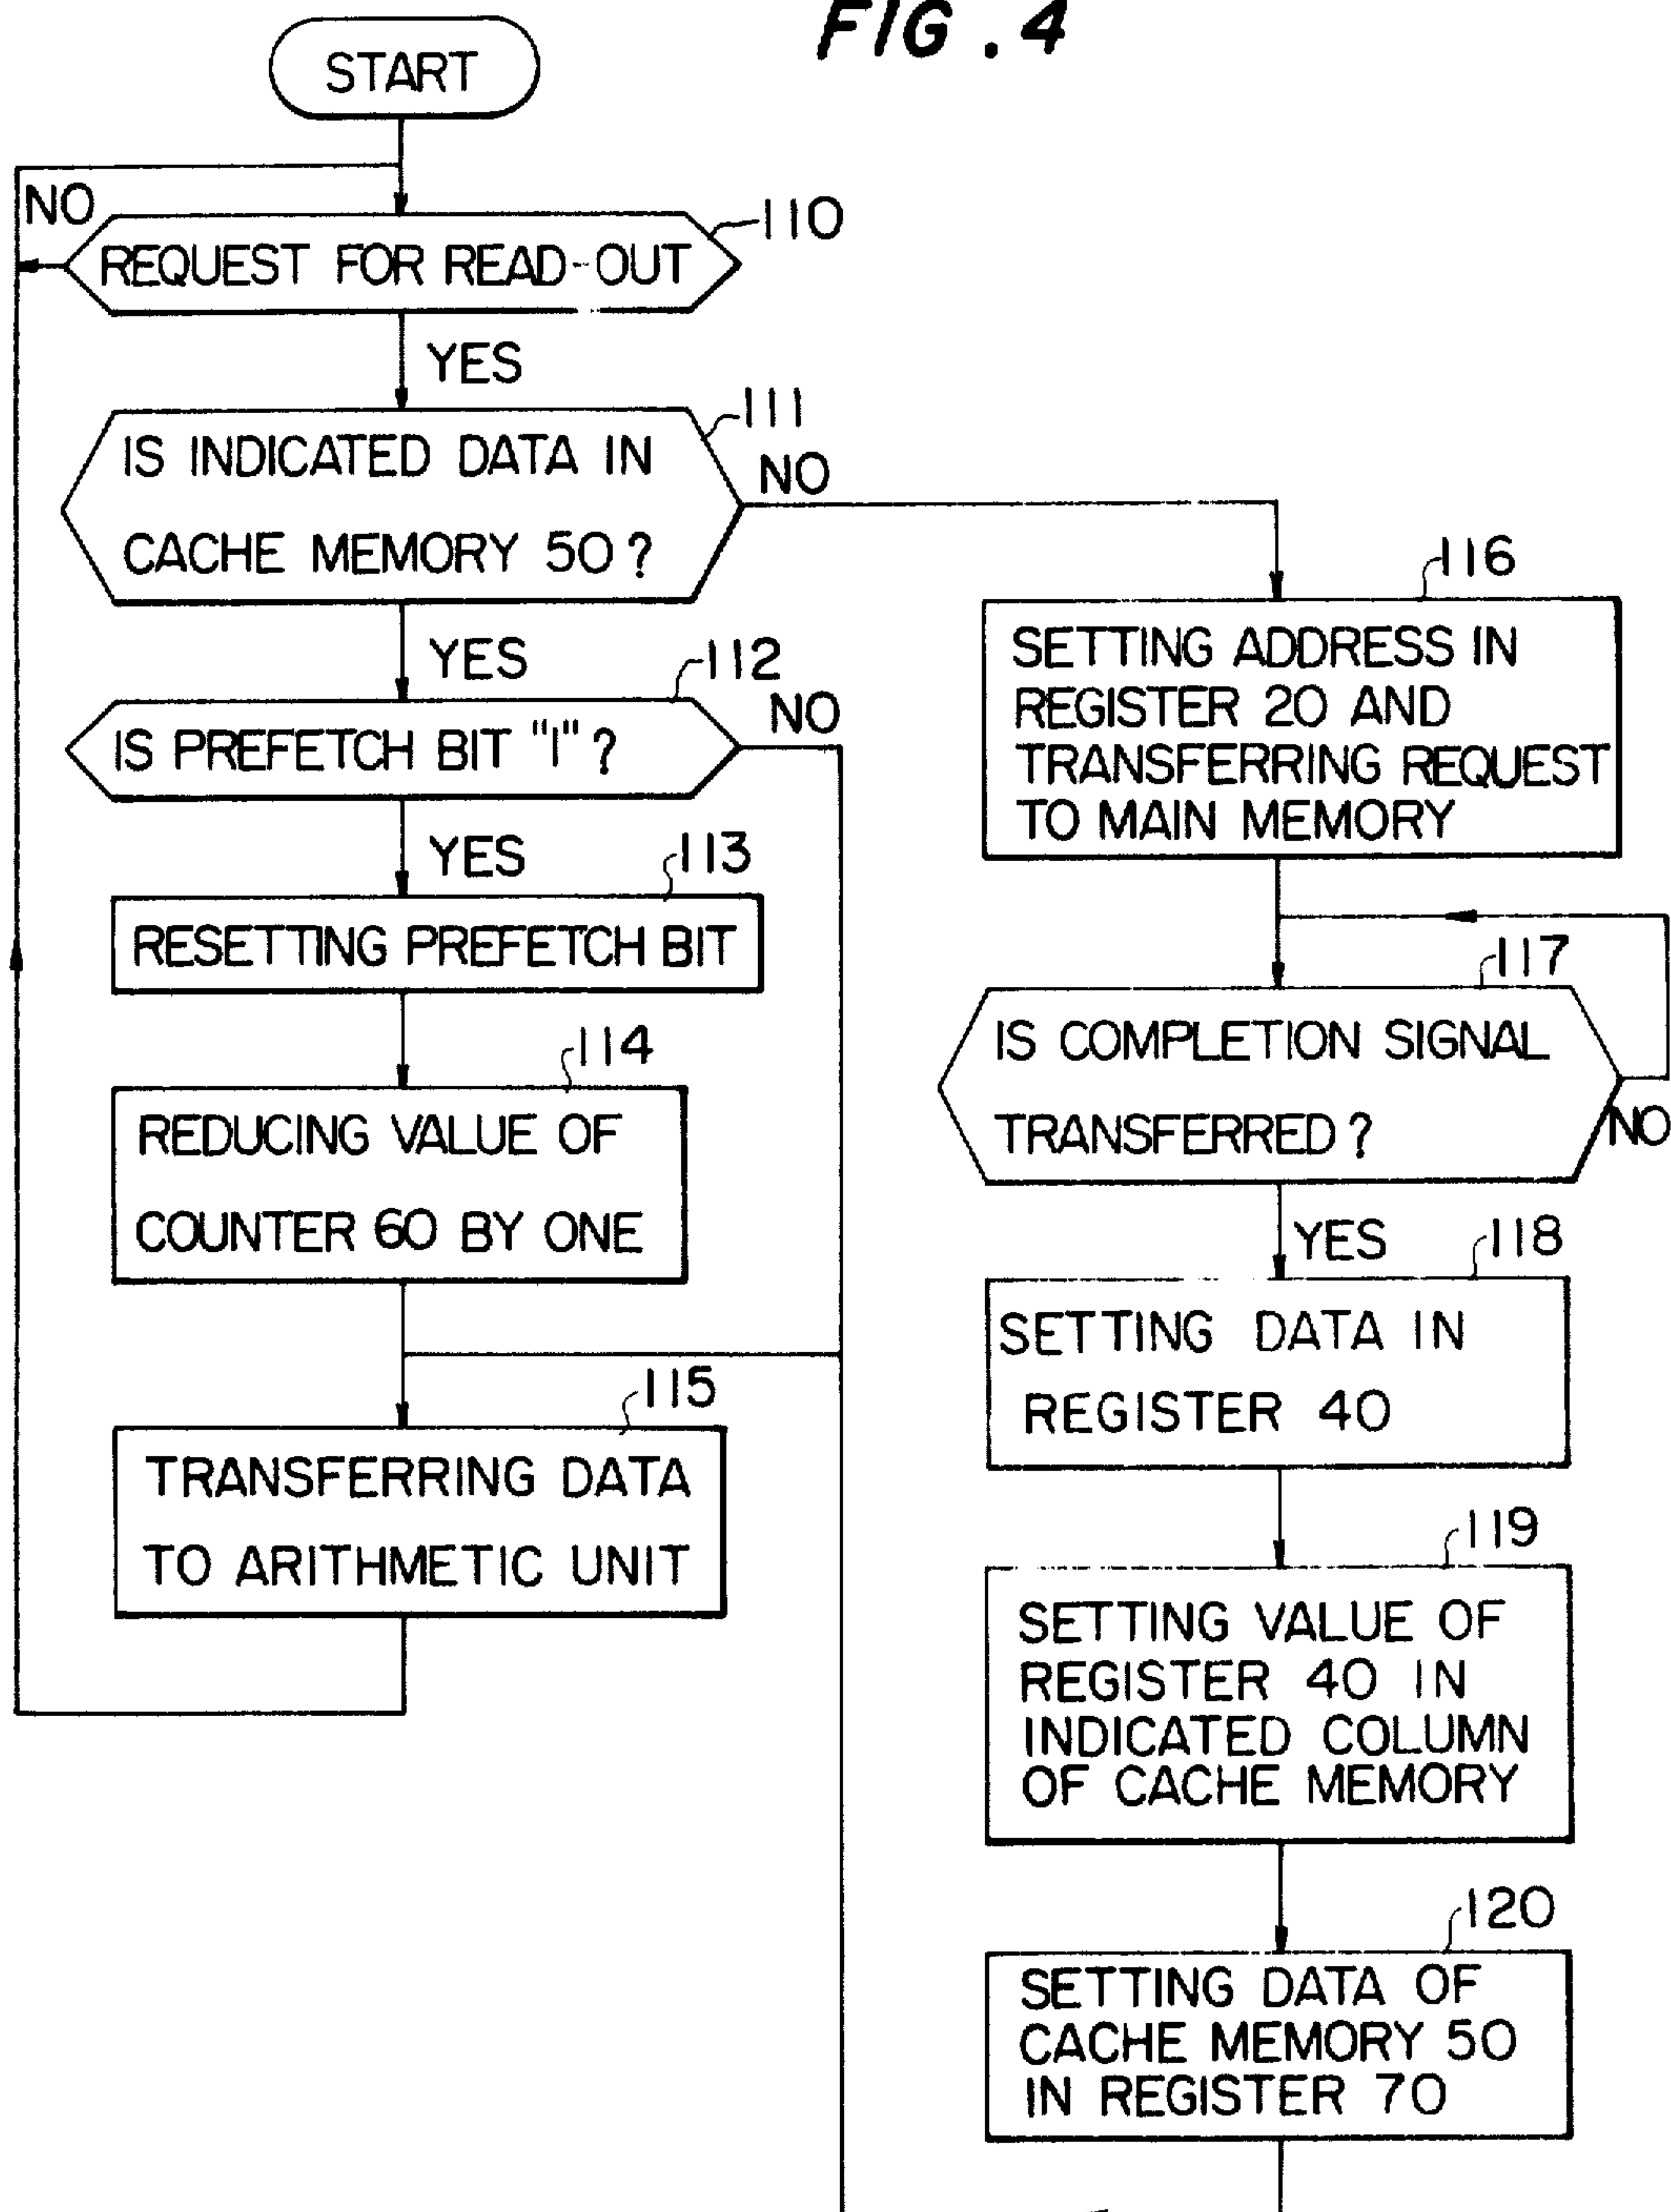 FIG. 4
START
NO
110
REQUEST FOR READ-OUT
YES
111
IS INDICATED DATA IN
CACHE MEMORY 50?
NO
YES
112
IS PREFETCH BIT "1"?
NO
YES
113
RESETTING PREFETCH BIT
114
REDUCING VALUE OF
COUNTER 60 BY ONE
115
TRANSFERRING DATA
TO ARITHMETIC UNIT
116
SETTING ADDRESS IN
REGISTER 20 AND
TRANSFERRING REQUEST
TO MAIN MEMORY
117
IS COMPLETION SIGNAL
TRANSFERRED?
NO
YES
118
SETTING DATA IN
REGISTER 40
119
SETTING VALUE OF
REGISTER 40 IN
INDICATED COLUMN
OF CACHE MEMORY
120
SETTING DATA OF
CACHE MEMORY 50
IN REGISTER 70